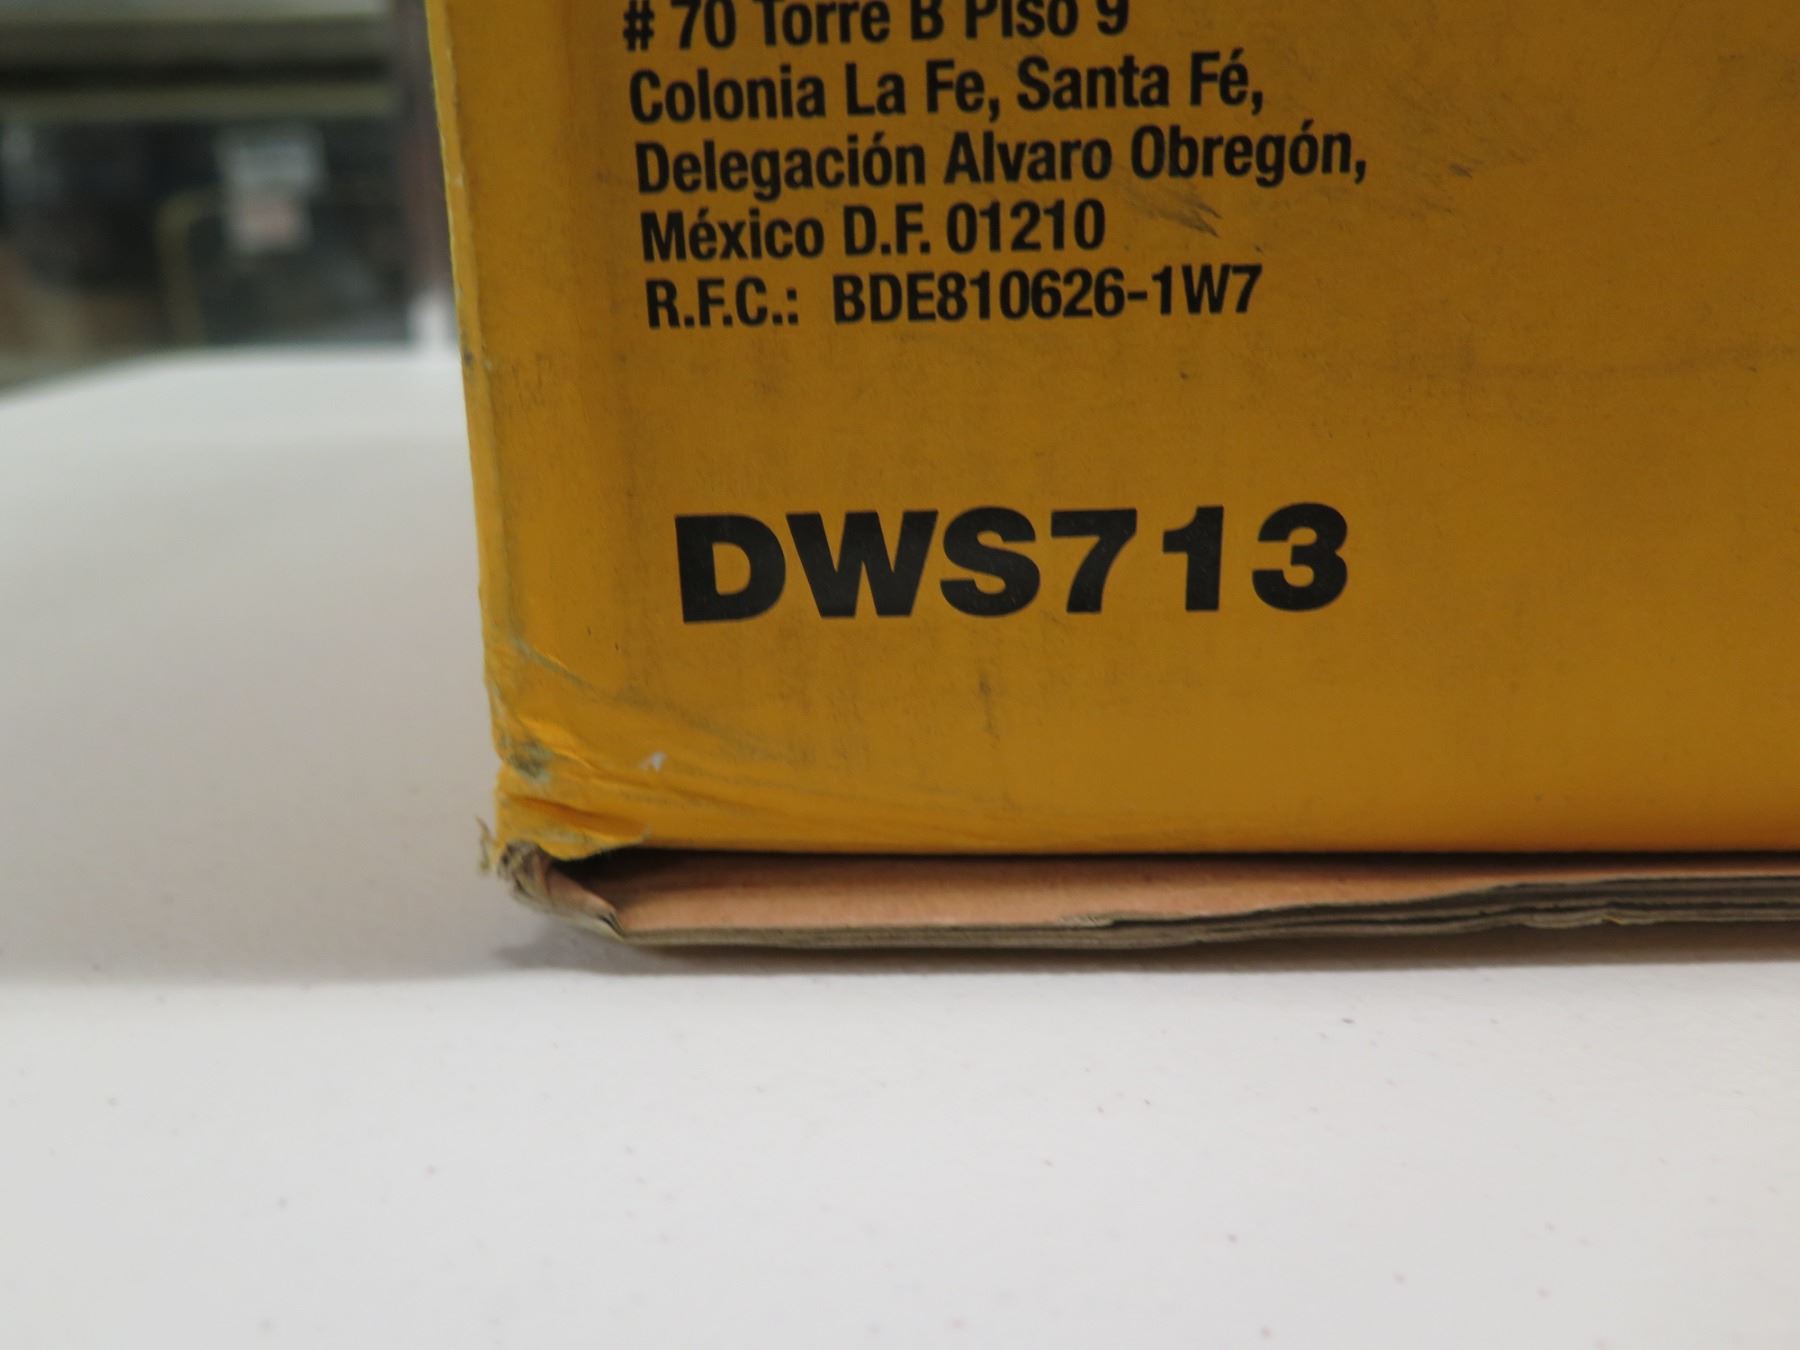 # 70 Torre B Piso 9
Colonia La Fe, Santa Fé,
Delegación Alvaro Obregón,
México D.F. 01210
R.F.C.: BDE810626-1W7
DWS713